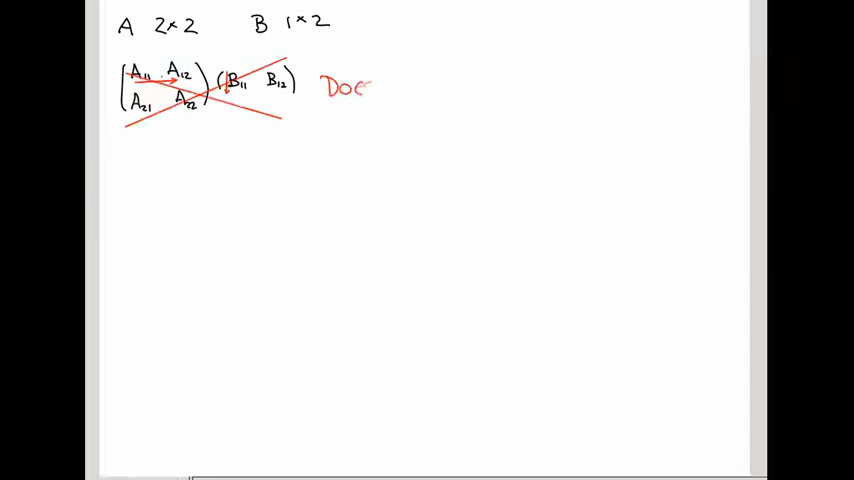 A 2×2 B 1×2
(A₁₁ A₁₂) (B₁₁ B₁₂) DOE
A₂₁ A₂₂